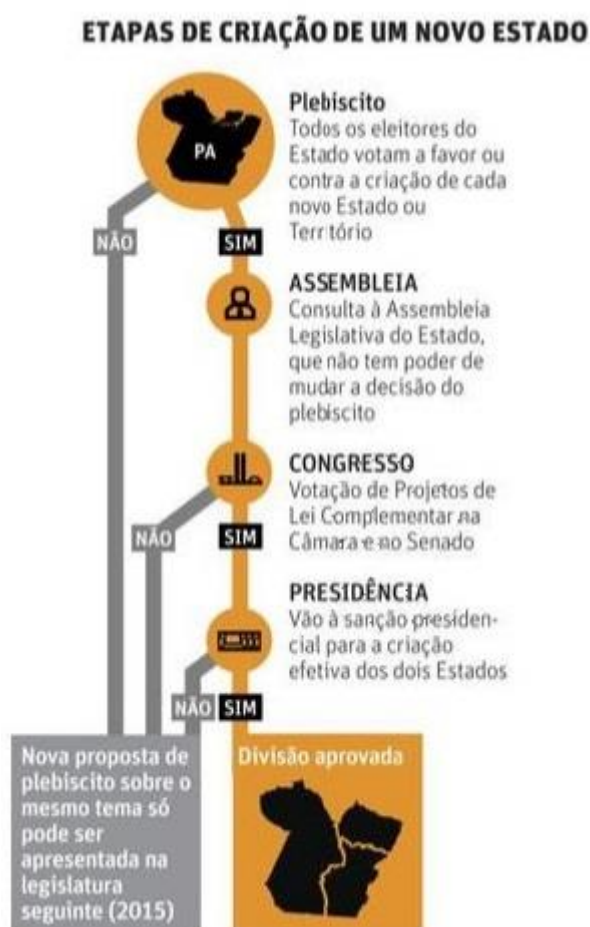 ETAPAS DE CRIAÇÃO DE UM NOVO ESTADO
PA
Plebiscito
Todos os eleitores do
Estado votam a favor ou
contra a criação de cada
novo Estado ou
Território
NÃO
SIM
ASSEMBLEIA
Consulta à Assembleia
Legislativa do Estado,
que não tem poder de
mudar a decisão do
plebiscito
CONGRESSO
Votação de Projetos de
Lei Complementar na
Câmara e no Senado
NÃO
SIM
PRESIDÊNCIA
Vão à sanção presiden-
cial para a criação
efetiva dos dois Estados
NÃO
SIM
Nova proposta de
plebiscito sobre o
mesmo tema só
pode ser
apresentada na
legislatura
seguinte (2015)
Divisão aprovada